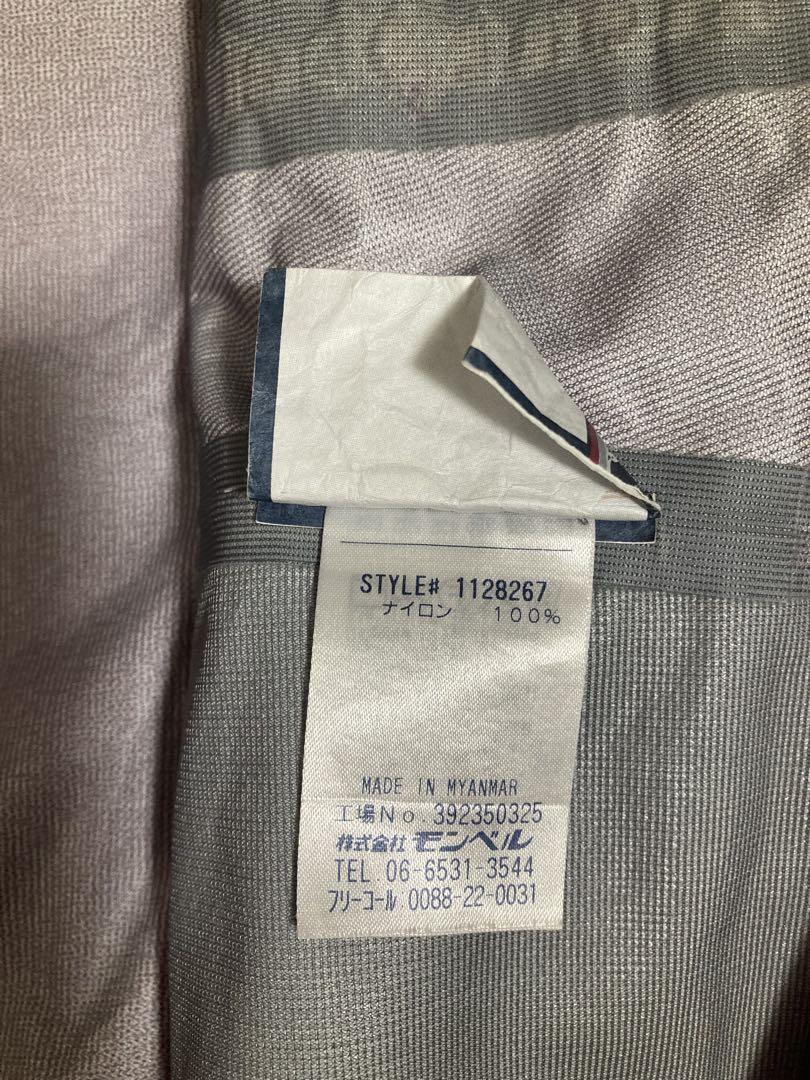 STYLE# 1128267
ナイロン 100%
MADE IN MYANMAR
工場No.392350325
株式会社 モンベル
TEL 06-6531-3544
フリーコール 0088-22-0031